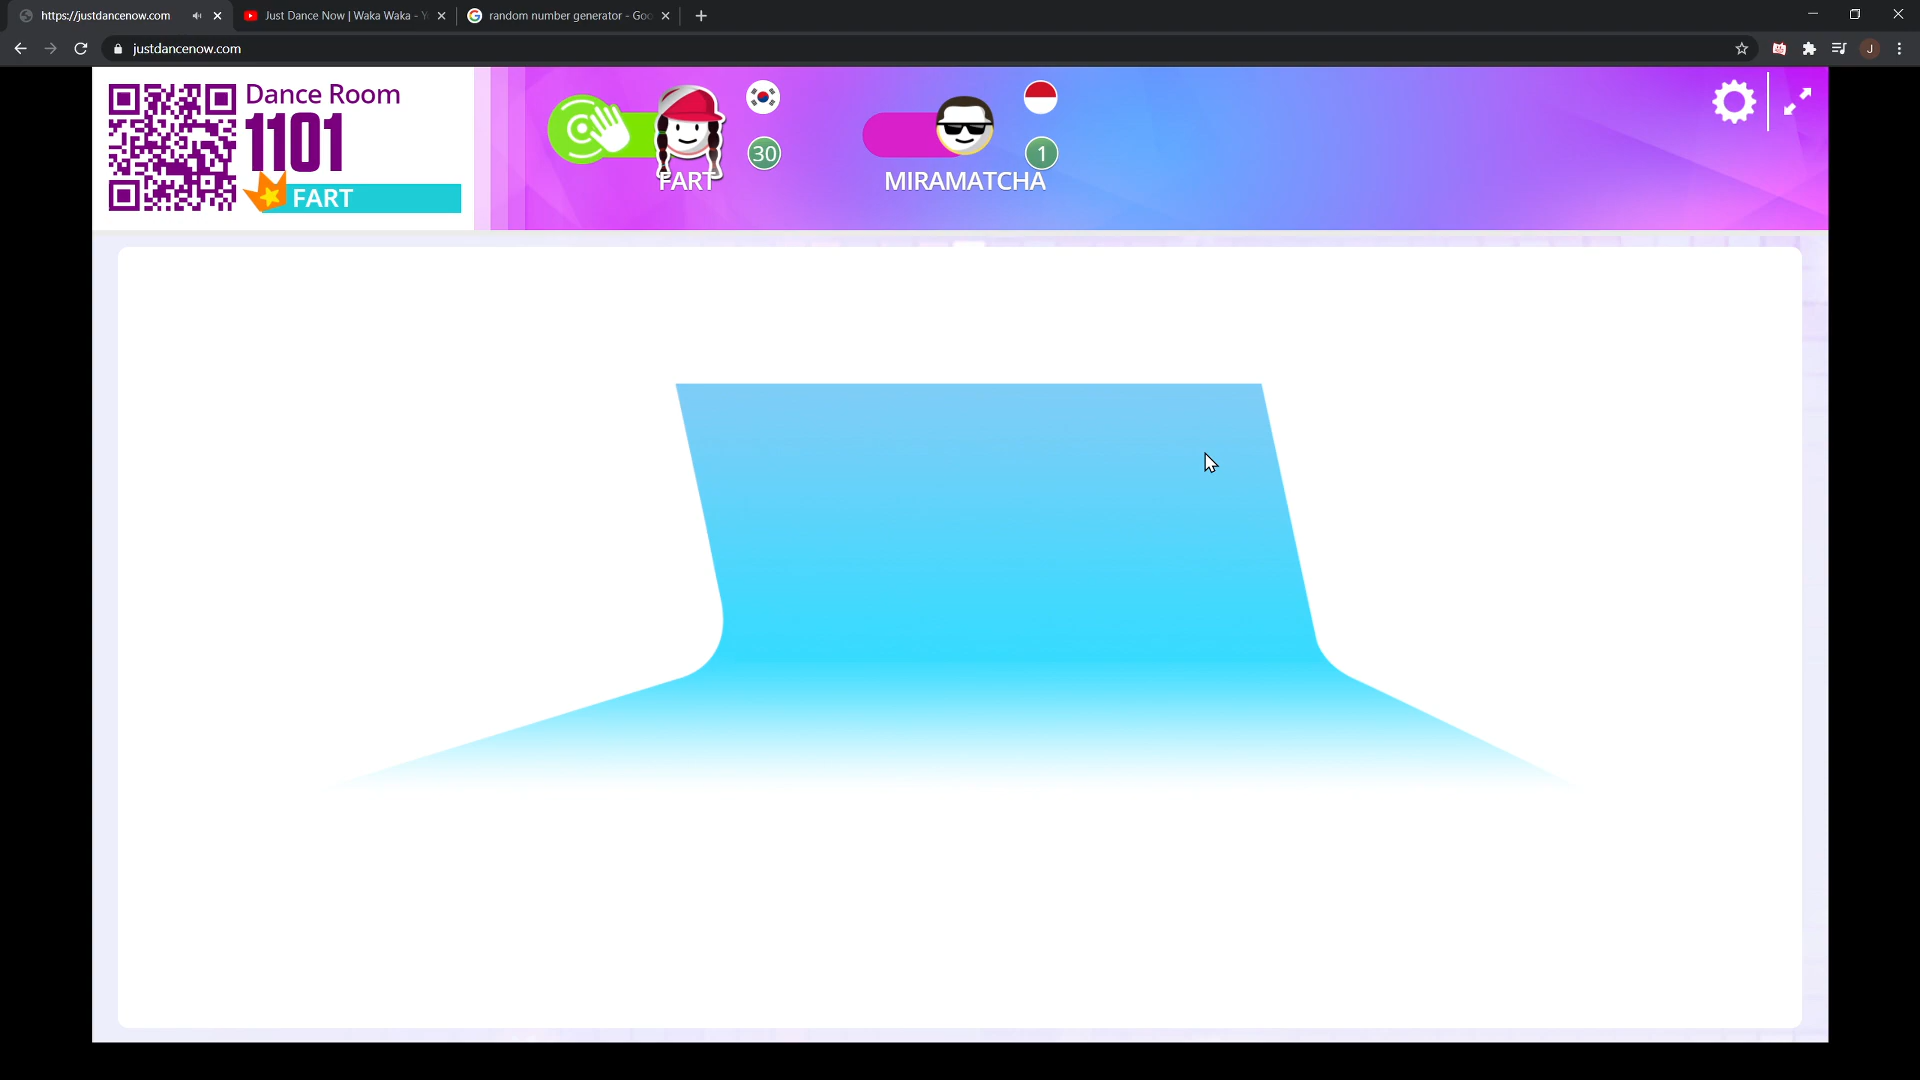 https://justdancenow.com
Just Dance Now | Waka Waka - Y
random number generator - Goo
justdancenow.com
J
Dance Room
1101
FART
30
FART
1
MIRAMATCHA